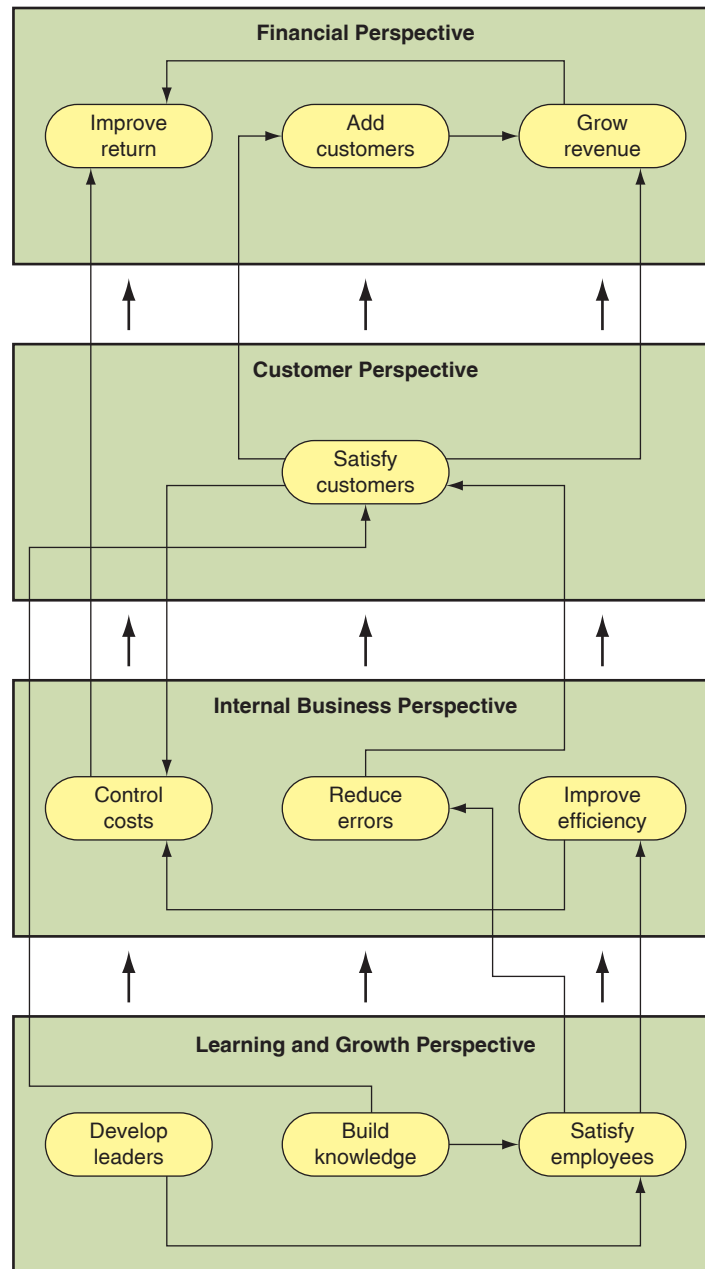 Financial Perspective
Improve
return
Add
customers
Grow
revenue
Customer Perspective
Satisfy
customers
Internal Business Perspective
Control
costs
Reduce
errors
Improve
efficiency
Learning and Growth Perspective
Develop
leaders
Build
knowledge
Satisfy
employees